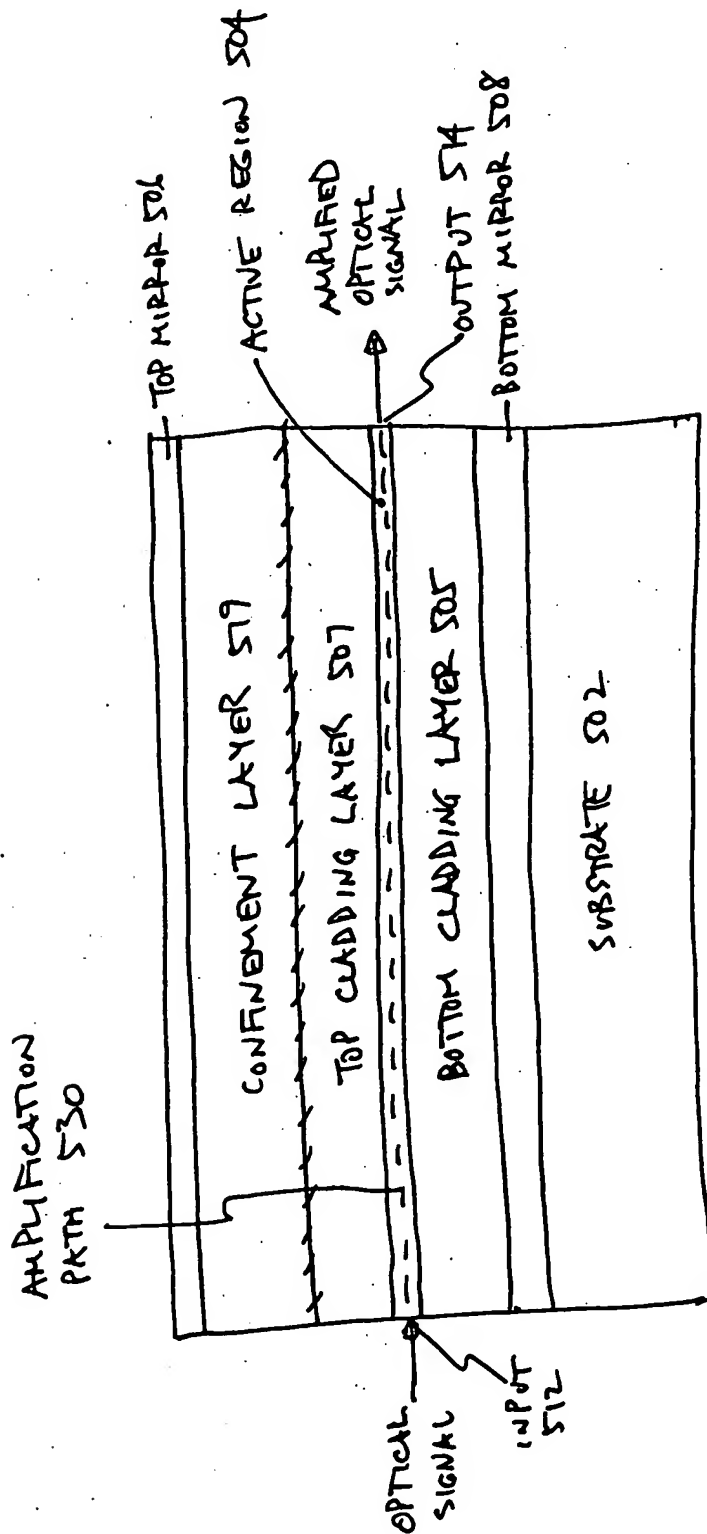 AMPLIFICATION
PATH 530
TOP MIRROR 506
ACTIVE REGION 504
CONFINEMENT LAYER 519
TOP CLADDING LAYER 507
AMPLIFIED
OPTICAL
SIGNAL
OUTPUT 514
BOTTOM MIRROR 508
BOTTOM CLADDING LAYER 505
SUBSTRATE 502
OPTICAL
SIGNAL
INPUT
512